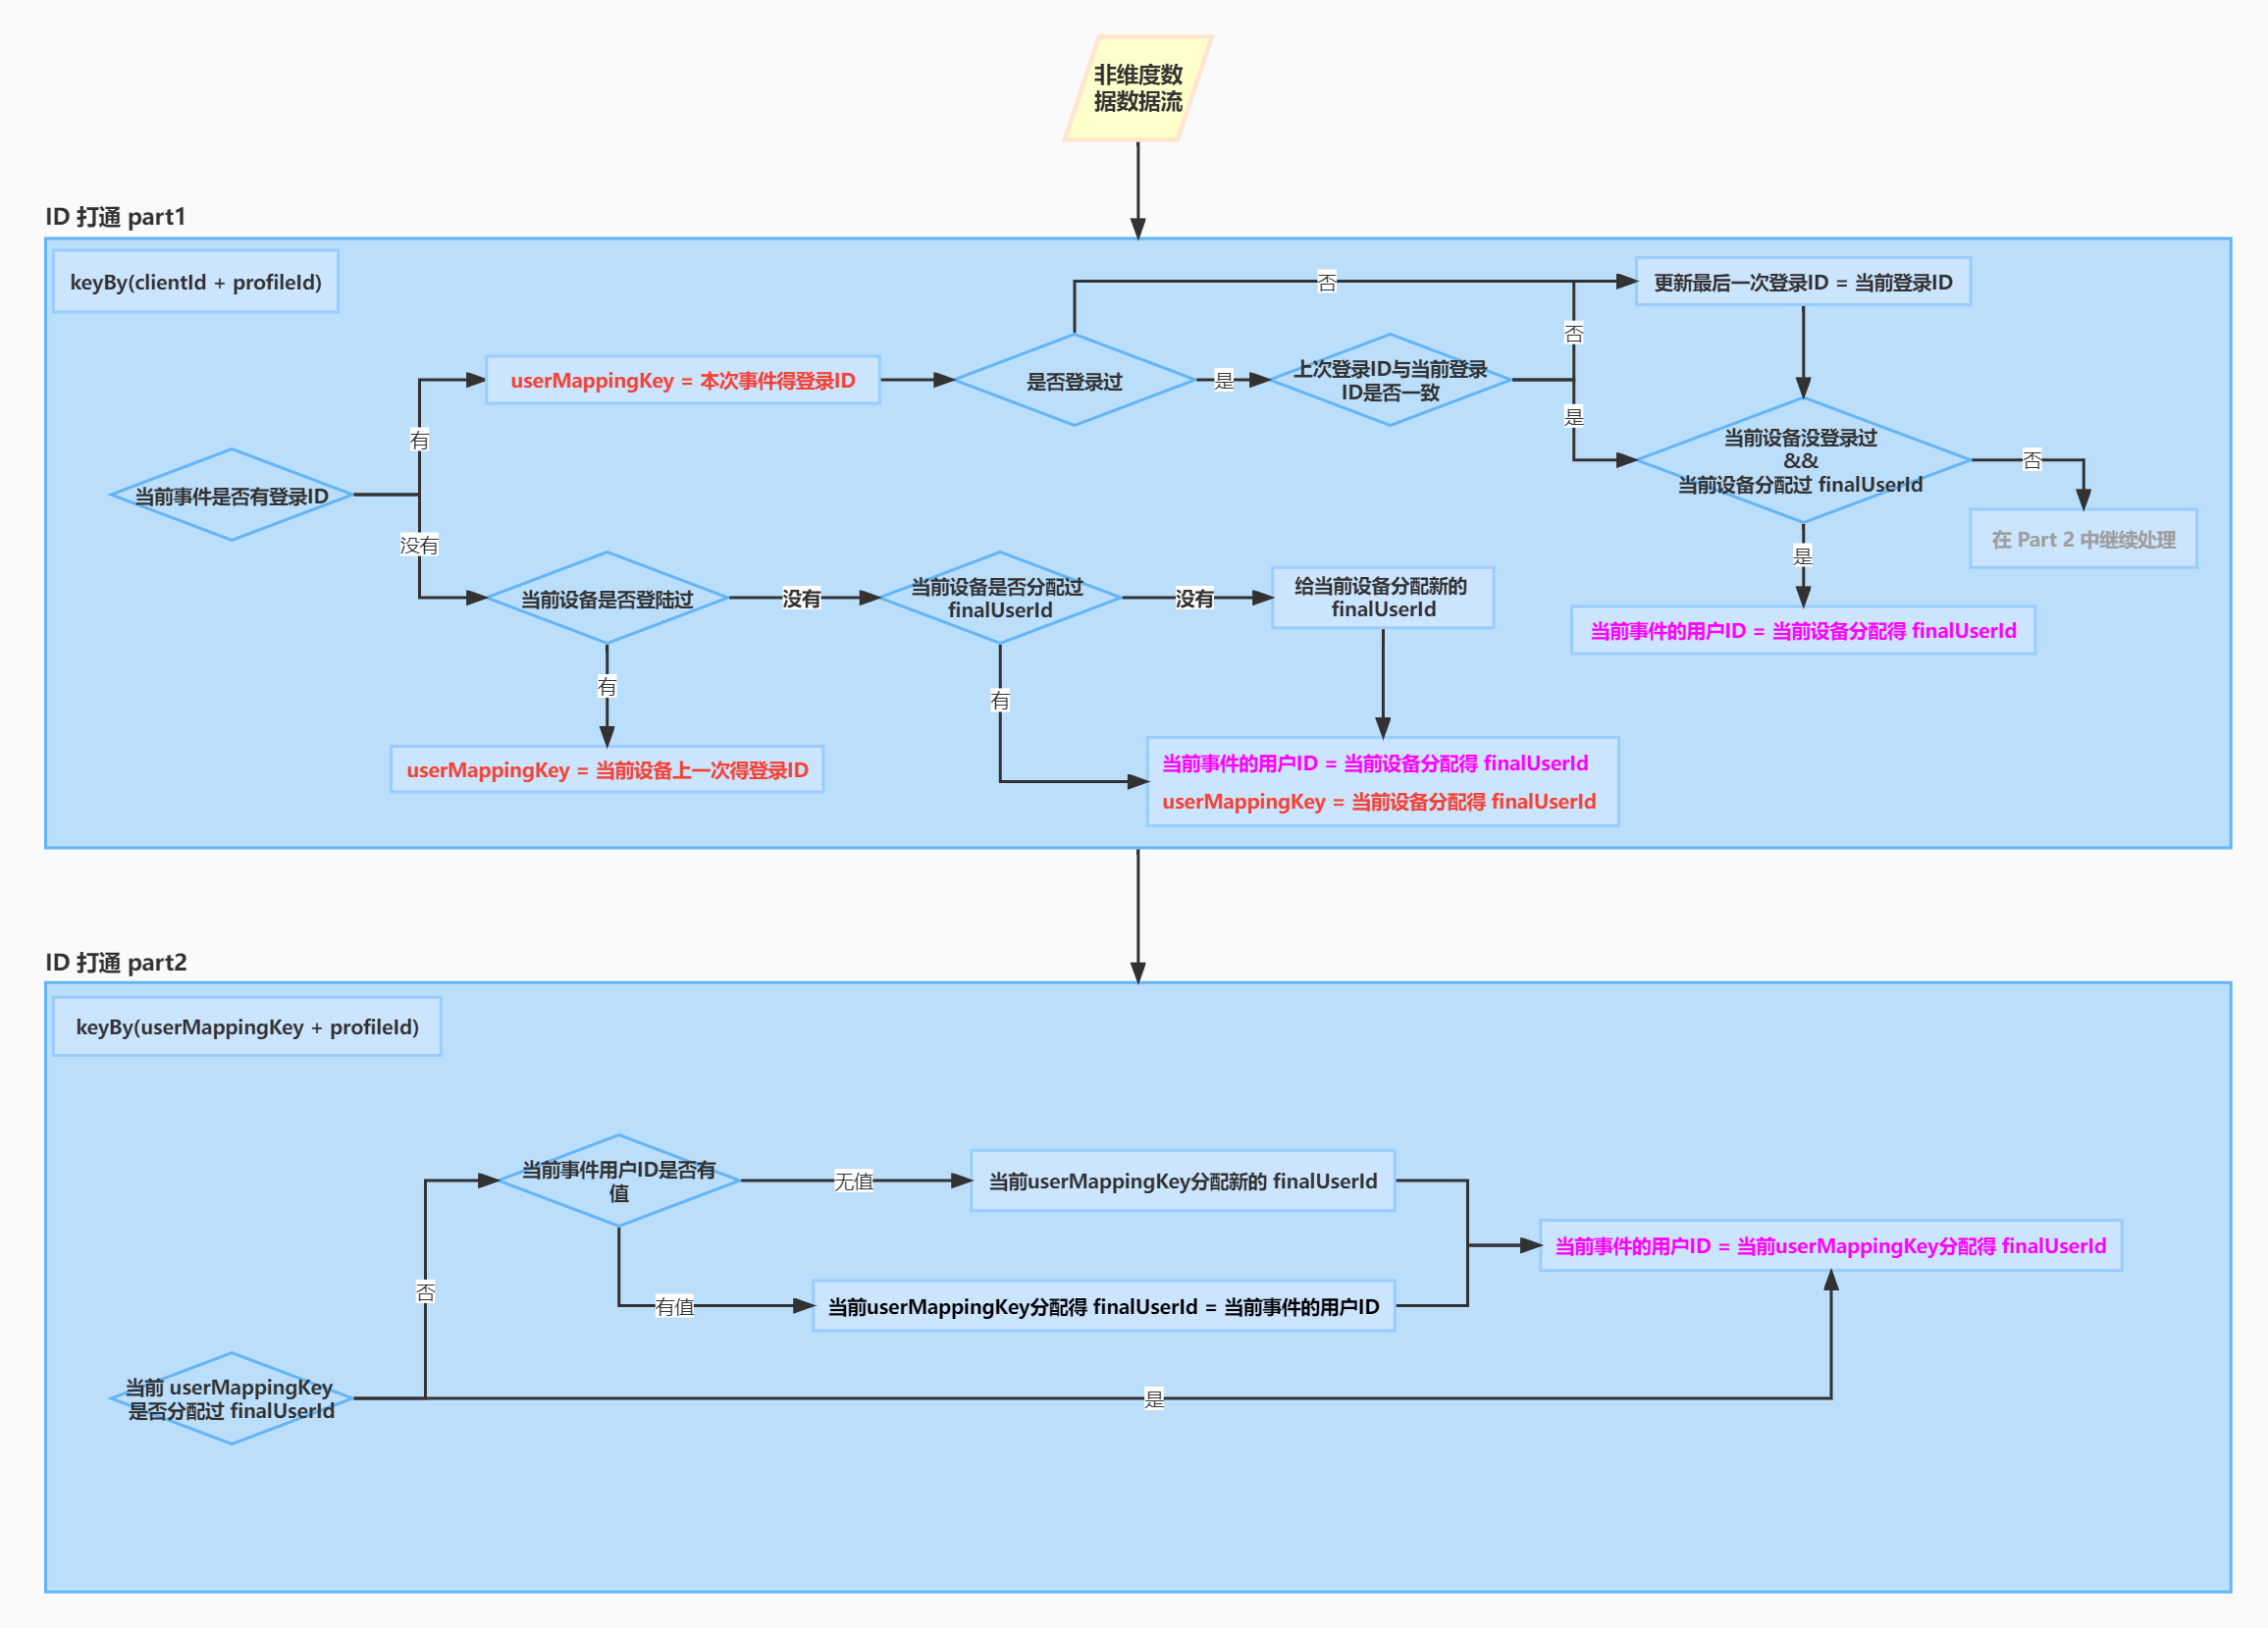 非维度数
据数据流
ID 打通 part1
keyBy(clientId + profileId)
否
更新最后一次登录ID = 当前登录ID
否
userMappingKey = 本次事件得登录ID
是否登录过
是
上次登录ID与当前登录
ID是否一致
是
有
当前设备没登录过
&&
当前设备分配过 finalUserId
否
当前事件是否有登录ID
在 Part 2 中继续处理
没有
是
当前设备是否登陆过
没有
当前设备是否分配过
finalUserId
没有
给当前设备分配新的
finalUserId
当前事件的用户ID = 当前设备分配得 finalUserId
有
有
userMappingKey = 当前设备上一次得登录ID
当前事件的用户ID = 当前设备分配得 finalUserId
userMappingKey = 当前设备分配得 finalUserId
ID 打通 part2
keyBy(userMappingKey + profileId)
当前事件用户ID是否有
值
无值
当前userMappingKey分配新的 finalUserId
当前事件的用户ID = 当前userMappingKey分配得 finalUserId
否
有值
当前userMappingKey分配得 finalUserId = 当前事件的用户ID
当前 userMappingKey
是否分配过 finalUserId
是